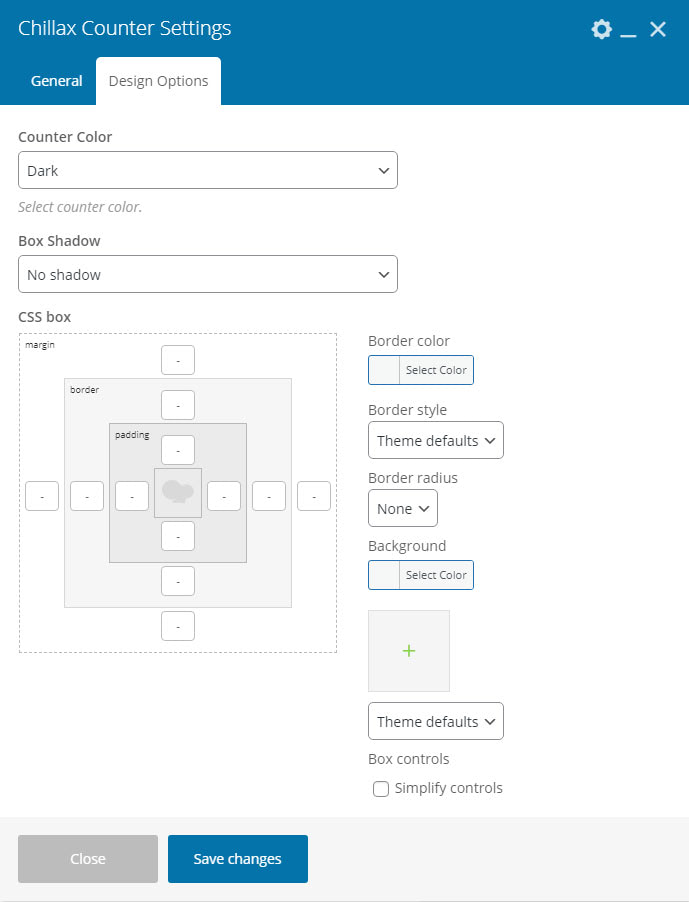 Chillax Counter Settings
General
Design Options
Counter Color
Dark
Select counter color.
Box Shadow
No shadow
CSS box
margin
-
border
-
padding
-
-
-
-
-
-
-
-
-
-
Border color
Select Color
Border style
Theme defaults
Border radius
None
Background
Select Color
+
Theme defaults
Box controls
Simplify controls
Close
Save changes